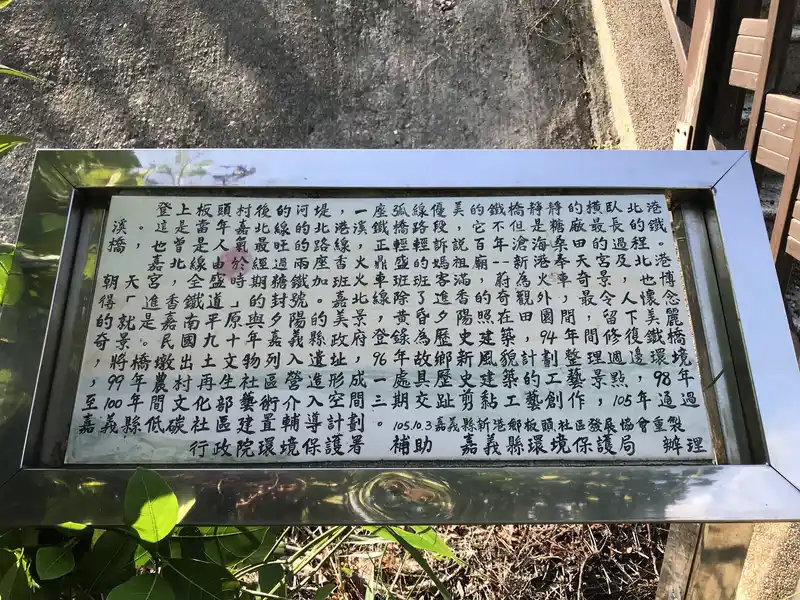 登上板頭村後的河堤，一座弧線優美的鐵橋靜靜的橫臥北港
溪。這是當年嘉北線的北港溪鐵橋路段，它不但是糖廠最長的鐵
橋，也曾是人氣最旺的路線，正輕輕訴說百年滄海桑田的過程。
嘉北線由於經過兩座香火鼎盛的媽祖廟--新港奉天宮及北港
朝天宮，全盛時期糖鐵加班火車班班客滿，蔚為火車奇景，也博
得「進香鐵道」的封號。嘉北線除了進香的奇觀外，最令人懷念
的就是嘉南平原與夕陽的美景，黃昏夕陽照在田園間，留下美麗
奇景。民國九十年嘉義縣政府登錄為歷史建築，94年間修復鐵橋
，將橋墩出土文物列入遺址，96年故鄉新風貌計劃整理週邊環境
，99年農村再生社區營造形成一處具歷史建築的工藝景點，98年
至100年間文化部藝術介入空間三期交趾剪黏工藝創作，105年通過
嘉義縣低碳社區建置輔導計劃。105.10.3嘉義縣新港鄉板頭社區發展協會重製
行政院環境保護署 補助 嘉義縣環境保護局 辦理